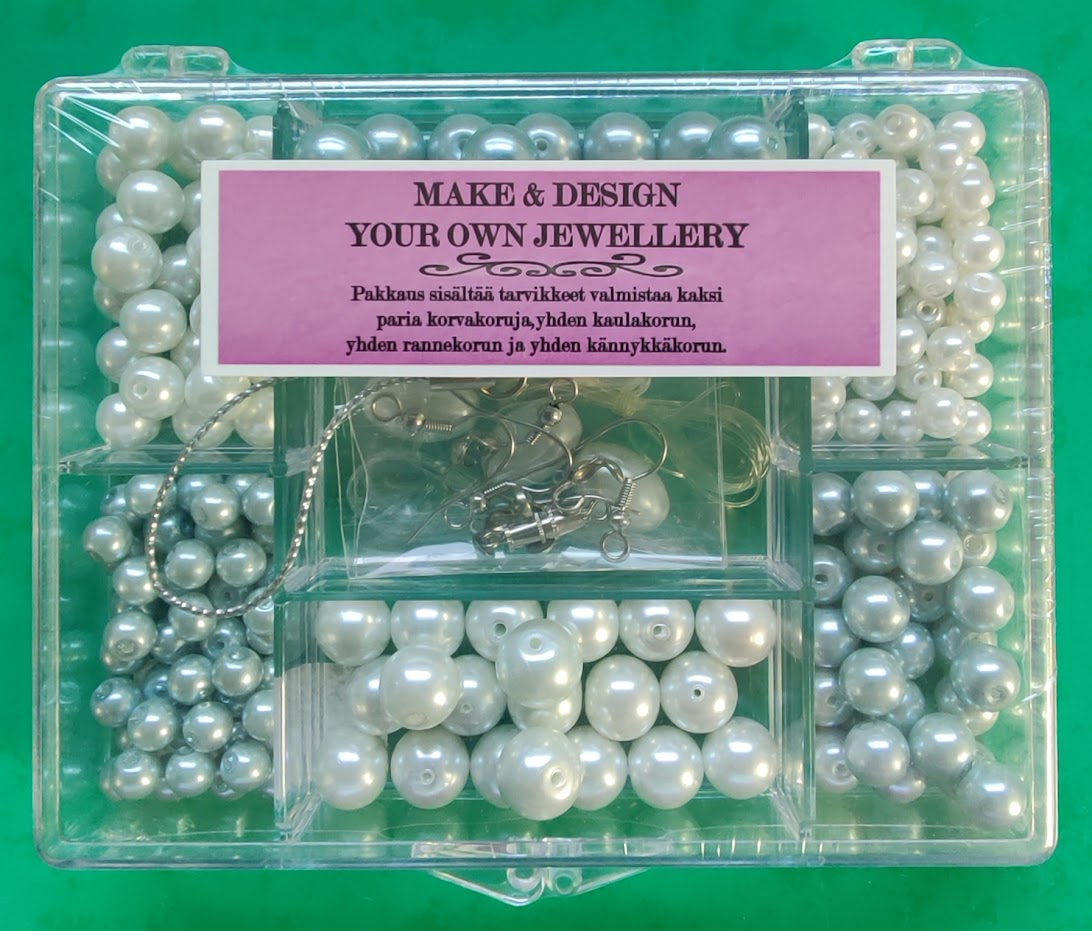 MAKE & DESIGN
YOUR OWN JEWELLERY
Pakkaus sisältää tarvikkeet valmistaa kaksi
paria korvakoruja,yhden kaulakorun,
yhden rannekorun ja yhden kännykkäkorun.